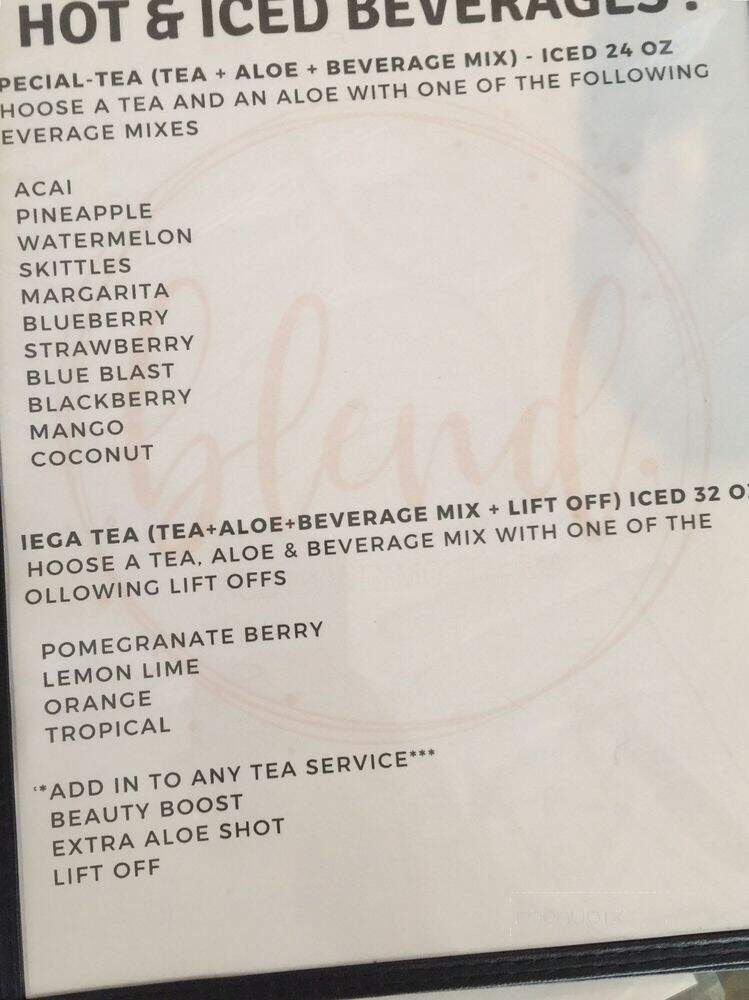 HOT & ICED BEVERAGES:
PECIAL-TEA (TEA + ALOE + BEVERAGE MIX) - ICED 24 OZ
HOOSE A TEA AND AN ALOE WITH ONE OF THE FOLLOWING
EVERAGE MIXES
ACAI
PINEAPPLE
WATERMELON
SKITTLES
MARGARITA
BLUEBERRY
STRAWBERRY
BLUE BLAST
BLACKBERRY
MANGO
COCONUT
blend.
IEGA TEA (TEA+ALOE+BEVERAGE MIX + LIFT OFF) ICED 32 OZ
HOOSE A TEA, ALOE & BEVERAGE MIX WITH ONE OF THE
OLLOWING LIFT OFFS
POMEGRANATE BERRY
LEMON LIME
ORANGE
TROPICAL
**ADD IN TO ANY TEA SERVICE***
BEAUTY BOOST
EXTRA ALOE SHOT
LIFT OFF